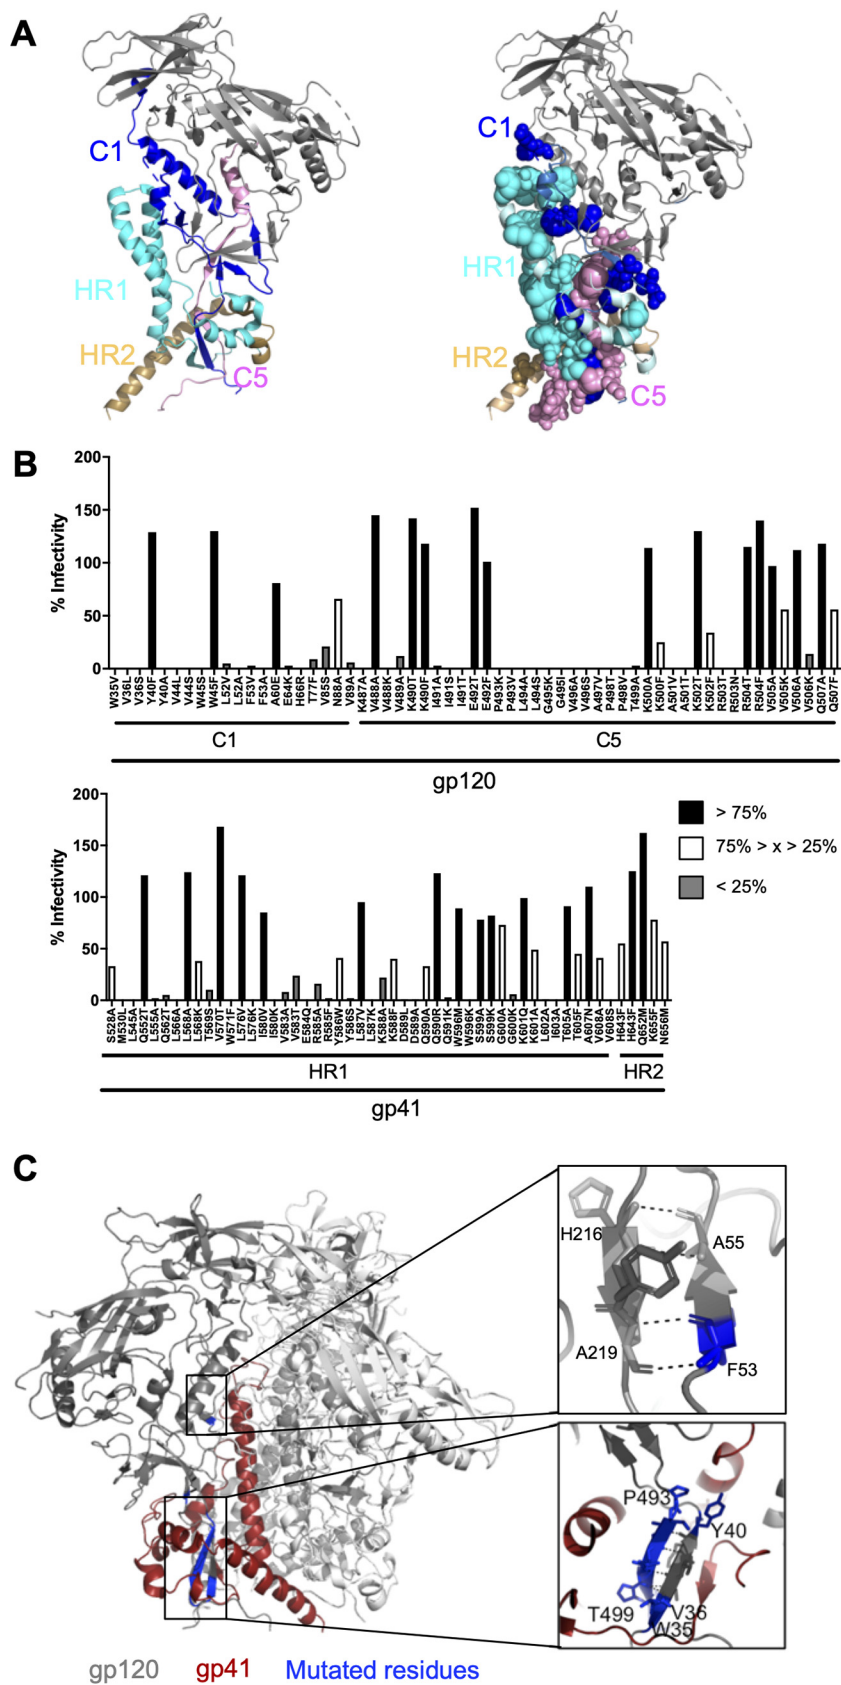 A
C1
HR1
HR2
C5
C1
HR1
HR2
C5
B
% Infectivity
200
150
100
50
0
W35V V36L V36S Y40F Y40A V44L V44S W45S W45F L52V L52A F53V F53A A60E E64K H66R T77F V85S N88A V89A K487A V488A V488K V489A K490T K490F I491A I491S I491T E492T E492F P493K P493V L494A L494S G495K V496A V496S A497V P498T P498V T499A K500A K500F A501T K502T K502F R503T R503N R504T R504F V505A V505K V506A V506K Q507A Q507F
C1
C5
gp120
% Infectivity
200
150
100
50
0
S528A M530L L545A Q552T L555A Q562T L566A L568A L568K T569S V570T W571F L576V L576K I580V I580K V583A V583T E584Q R585A R585F Y586W Y586S L587V L587K K588A K588F D589L D589A Q590A Q590R Q591K W596M W596K S599A S599K G600A G600K K601Q K601A L602A I603A T605A T605F A607N V608A V608S H643F H643F Q652M K655F N656M
HR1
HR2
gp41
> 75%
75% > x > 25%
< 25%
C
H216
A55
A219
F53
P493
Y40
T499
V36
W35
gp120
gp41
Mutated residues